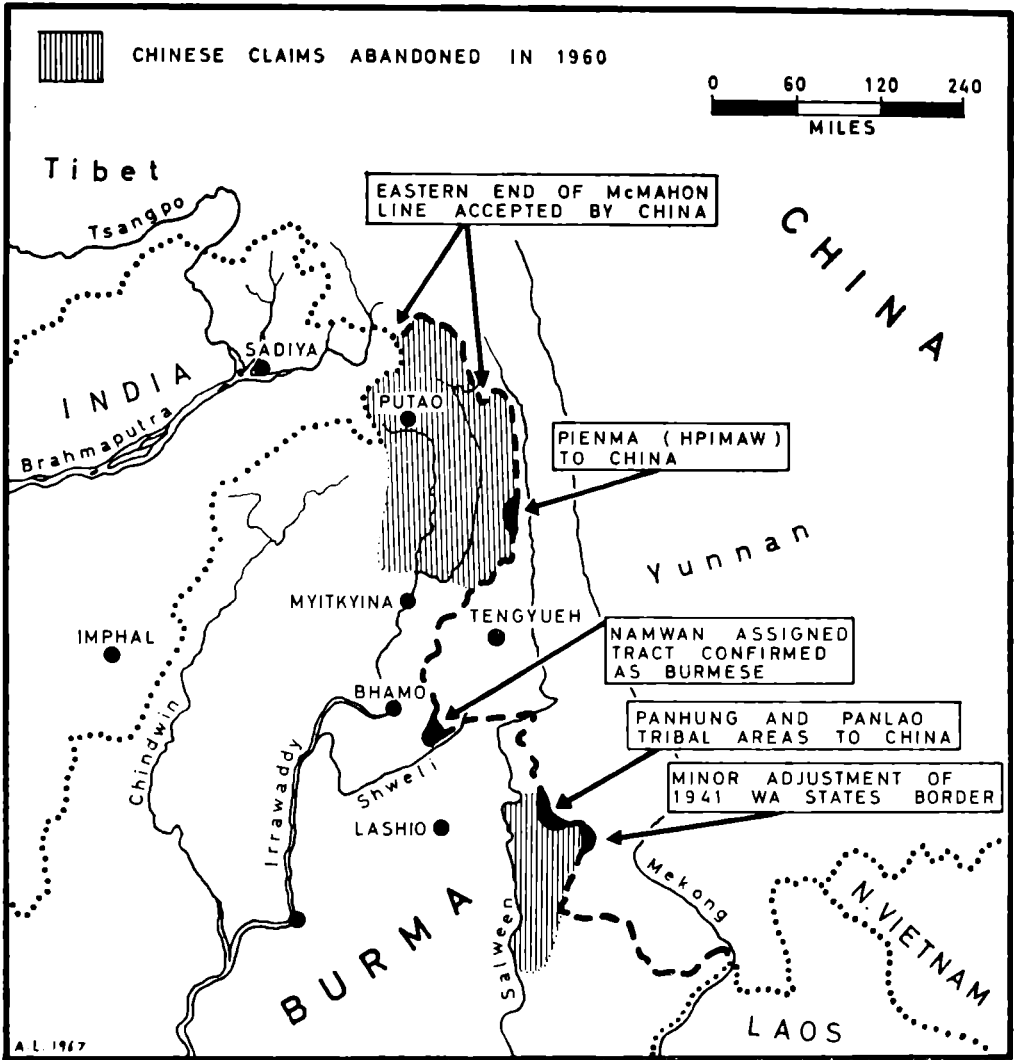 CHINESE CLAIMS ABANDONED IN 1960
0 60 120 240
MILES
Tibet
Tsangpo
EASTERN END OF McMAHON
LINE ACCEPTED BY CHINA
CHINA
SADIYA
INDIA
Brahmaputra
PUTAO
PIENMA (HPIMAW)
TO CHINA
Yunnan
MYITKYINA
TENGYUEH
IMPHAL
NAMWAN ASSIGNED
TRACT CONFIRMED
AS BURMESE
BHAMO
PANHUNG AND PANLAO
TRIBAL AREAS TO CHINA
Chindwin
Irrawaddy
Shweli
MINOR ADJUSTMENT OF
1941 WA STATES BORDER
LASHIO
Mekong
N. VIETNAM
BURMA
Salween
LAOS
A.L. 1967